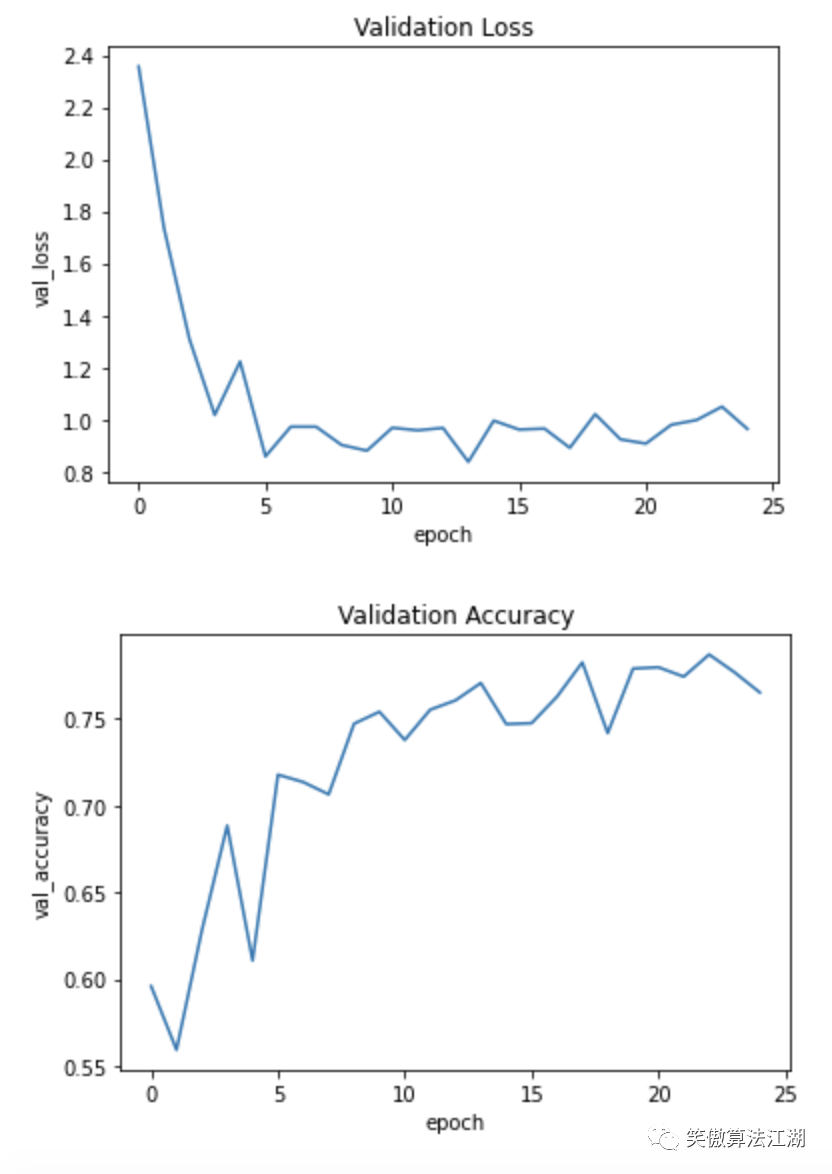 Validation Loss
2.4
2.2
2.0
1.8
1.6
1.4
1.2
1.0
0.8
val_loss
0 5 10 15 20 25
epoch
Validation Accuracy
0.75
0.70
0.65
0.60
0.55
val_accuracy
0 5 10 15 20 25
epoch
笑傲算法江湖